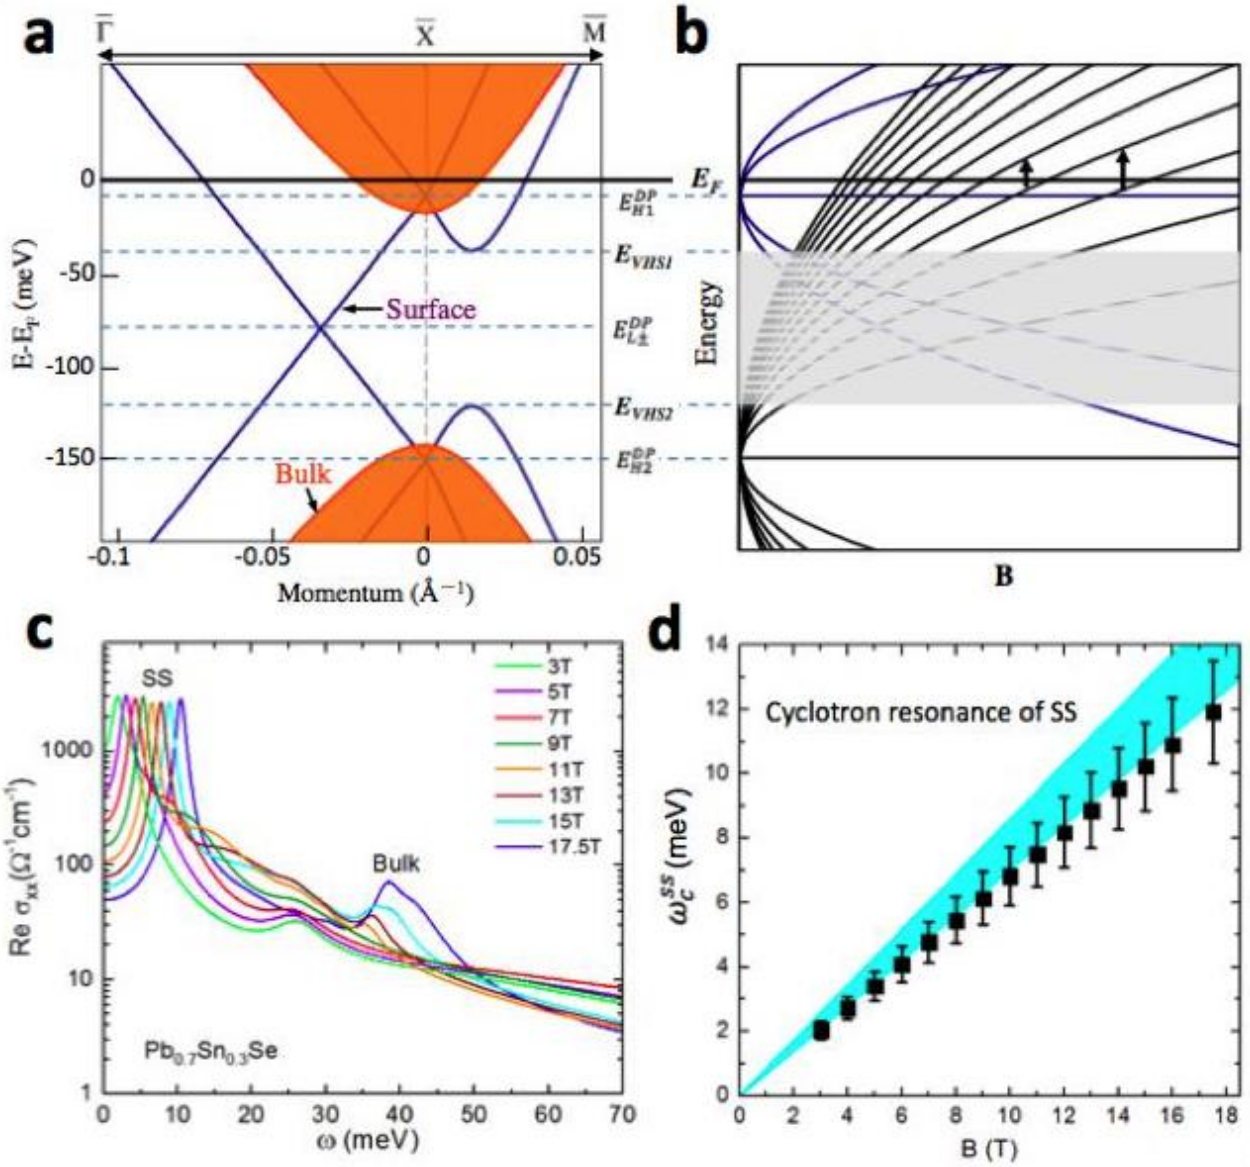 a
Γ̅ X̅ M̅
0
-50
-100
-150
E-E_F (meV)
Surface
Bulk
-0.1 -0.05 0 0.05
Momentum (Å⁻¹)
E_F
E_{H1}^{DP}
E_{VHS1}
E_{L±}^{DP}
E_{VHS2}
E_{H2}^{DP}
b
Energy
B
c
SS
3T
5T
7T
9T
11T
13T
15T
17.5T
Bulk
1000
100
10
1
Re σ_xx(Ω⁻¹cm⁻¹)
Pb₀.₇Sn₀.₃Se
0 10 20 30 40 50 60 70
ω (meV)
d
Cyclotron resonance of SS
14
12
10
8
6
4
2
0
ω_c^{ss} (meV)
0 2 4 6 8 10 12 14 16 18
B (T)